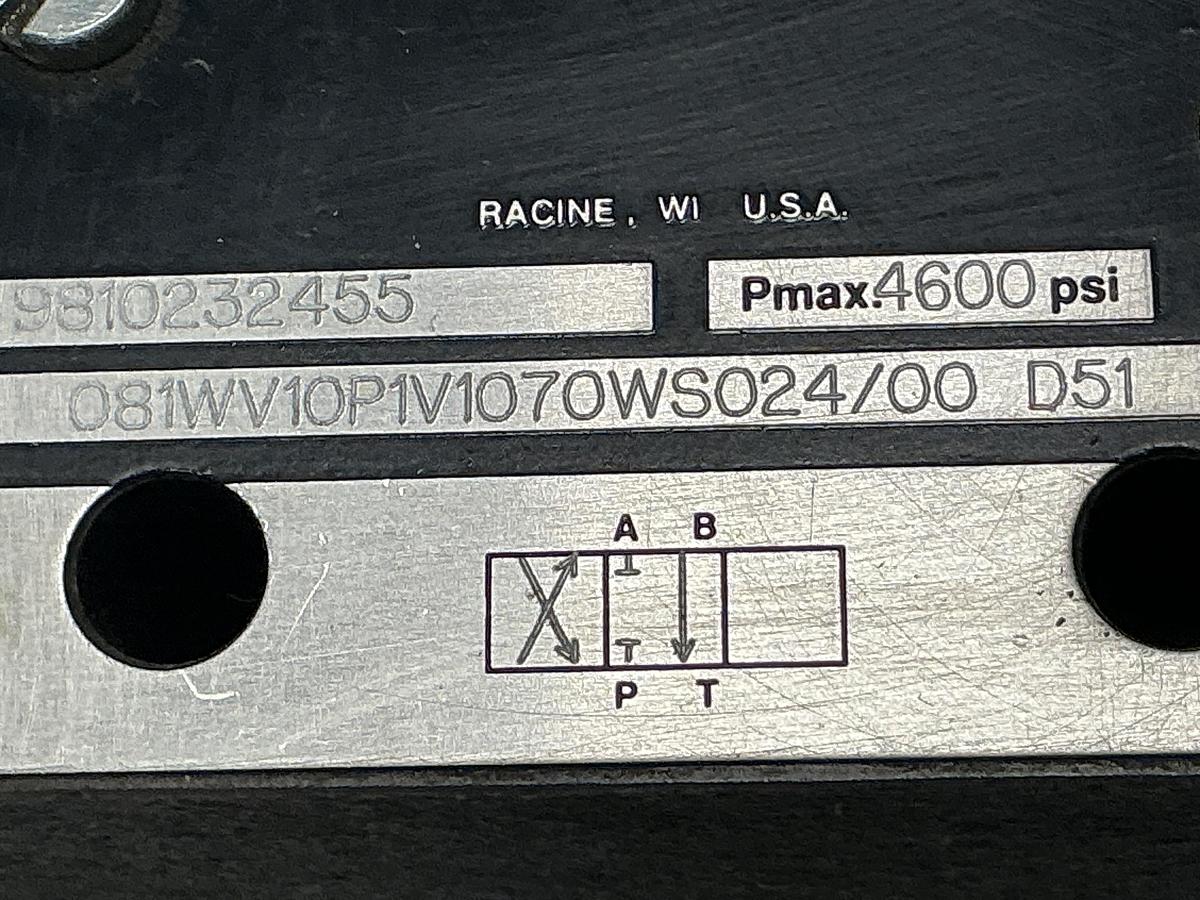 RACINE, WI U.S.A.
9810232455
Pmax.4600 psi
081WV10P1V1070WS024/00 D51
A B
P T